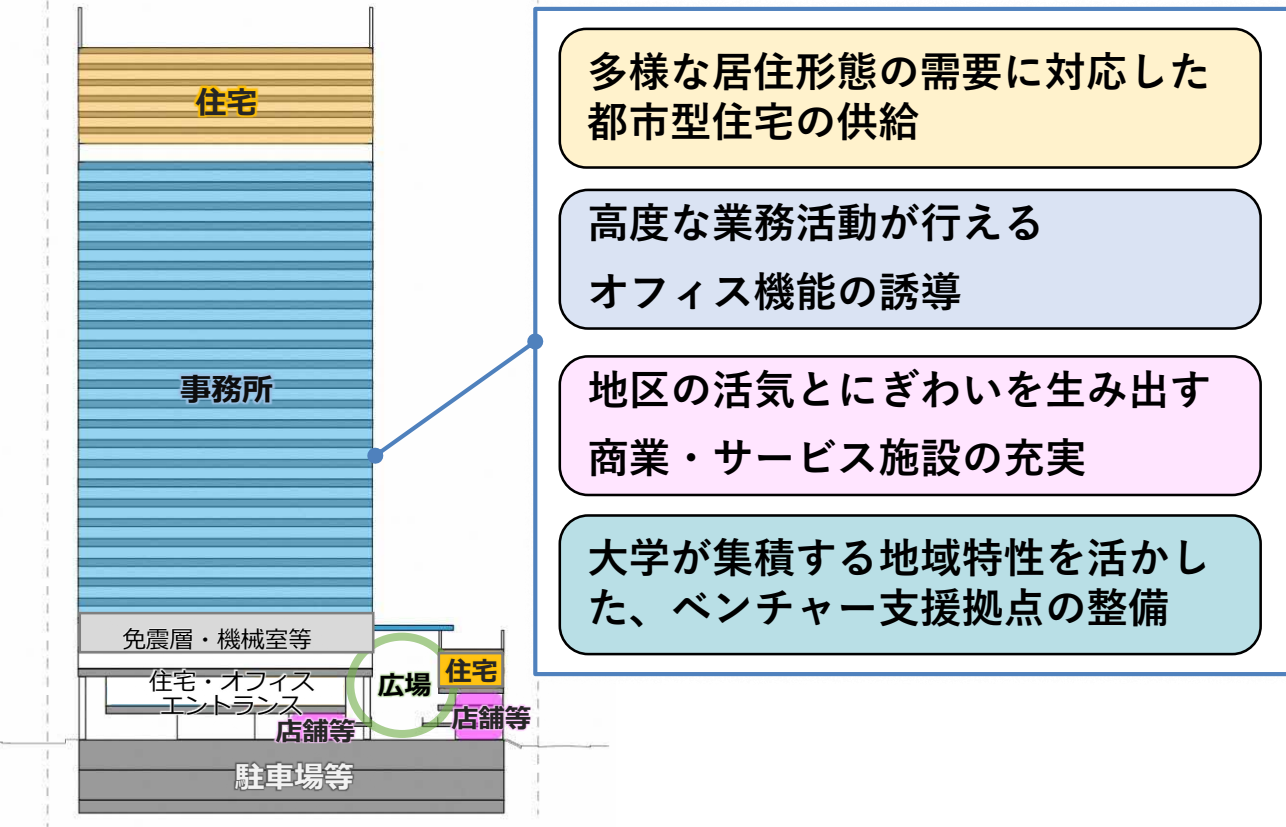 住宅
事務所
免震層・機械室等
住宅・オフィス
エントランス
広場
住宅
店舗等
店舗等
駐車場等
多様な居住形態の需要に対応した
都市型住宅の供給
高度な業務活動が行える
オフィス機能の誘導
地区の活気とにぎわいを生み出す
商業・サービス施設の充実
大学が集積する地域特性を活かし
た、ベンチャー支援拠点の整備